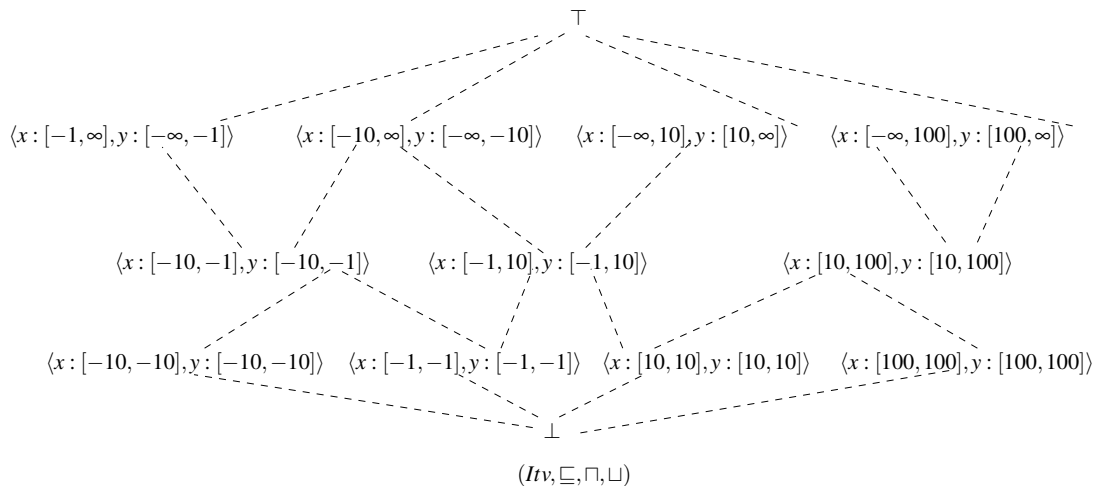 ⊤
⟨x : [−1,∞], y : [−∞,−1]⟩ ⟨x : [−10,∞], y : [−∞,−10]⟩ ⟨x : [−∞,10], y : [10,∞]⟩ ⟨x : [−∞,100], y : [100,∞]⟩
⟨x : [−10,−1], y : [−10,−1]⟩ ⟨x : [−1,10], y : [−1,10]⟩ ⟨x : [10,100], y : [10,100]⟩
⟨x : [−10,−10], y : [−10,−10]⟩ ⟨x : [−1,−1], y : [−1,−1]⟩ ⟨x : [10,10], y : [10,10]⟩ ⟨x : [100,100], y : [100,100]⟩
⊥
(Itv,⊑,⊓,⊔)